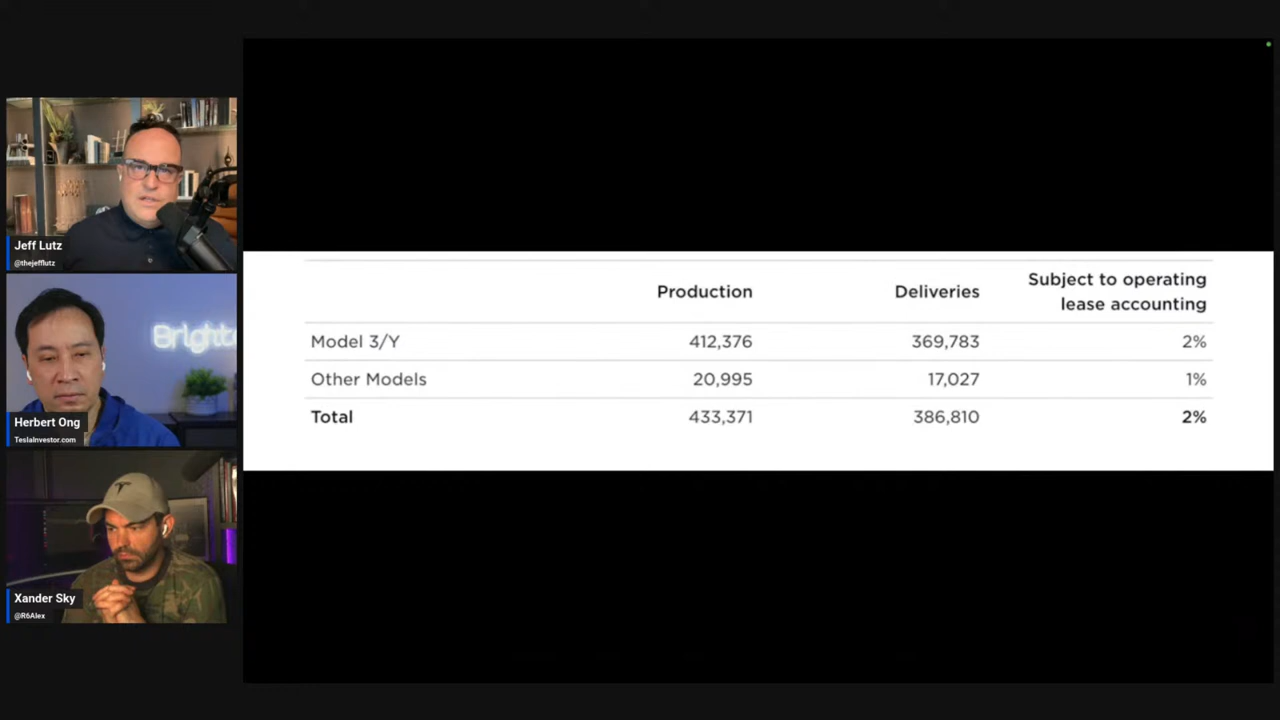 Jeff Lutz
@thejefflutz
Brighte
Herbert Ong
TeslaInvestor.com
Xander Sky
@R6Alex
Production Deliveries Subject to operating
lease accounting
Model 3/Y 412,376 369,783 2%
Other Models 20,995 17,027 1%
Total 433,371 386,810 2%